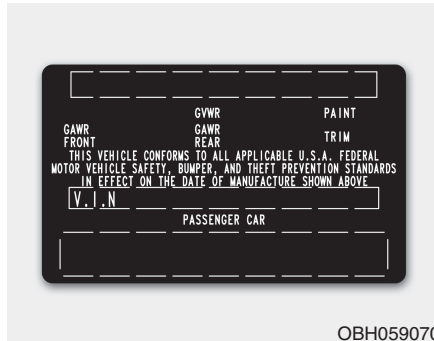 GVWR PAINT
GAWR FRONT GAWR REAR TRIM
THIS VEHICLE CONFORMS TO ALL APPLICABLE U.S.A. FEDERAL
MOTOR VEHICLE SAFETY, BUMPER, AND THEFT PREVENTION STANDARDS
IN EFFECT ON THE DATE OF MANUFACTURE SHOWN ABOVE
V.I.N
PASSENGER CAR
OBH059070